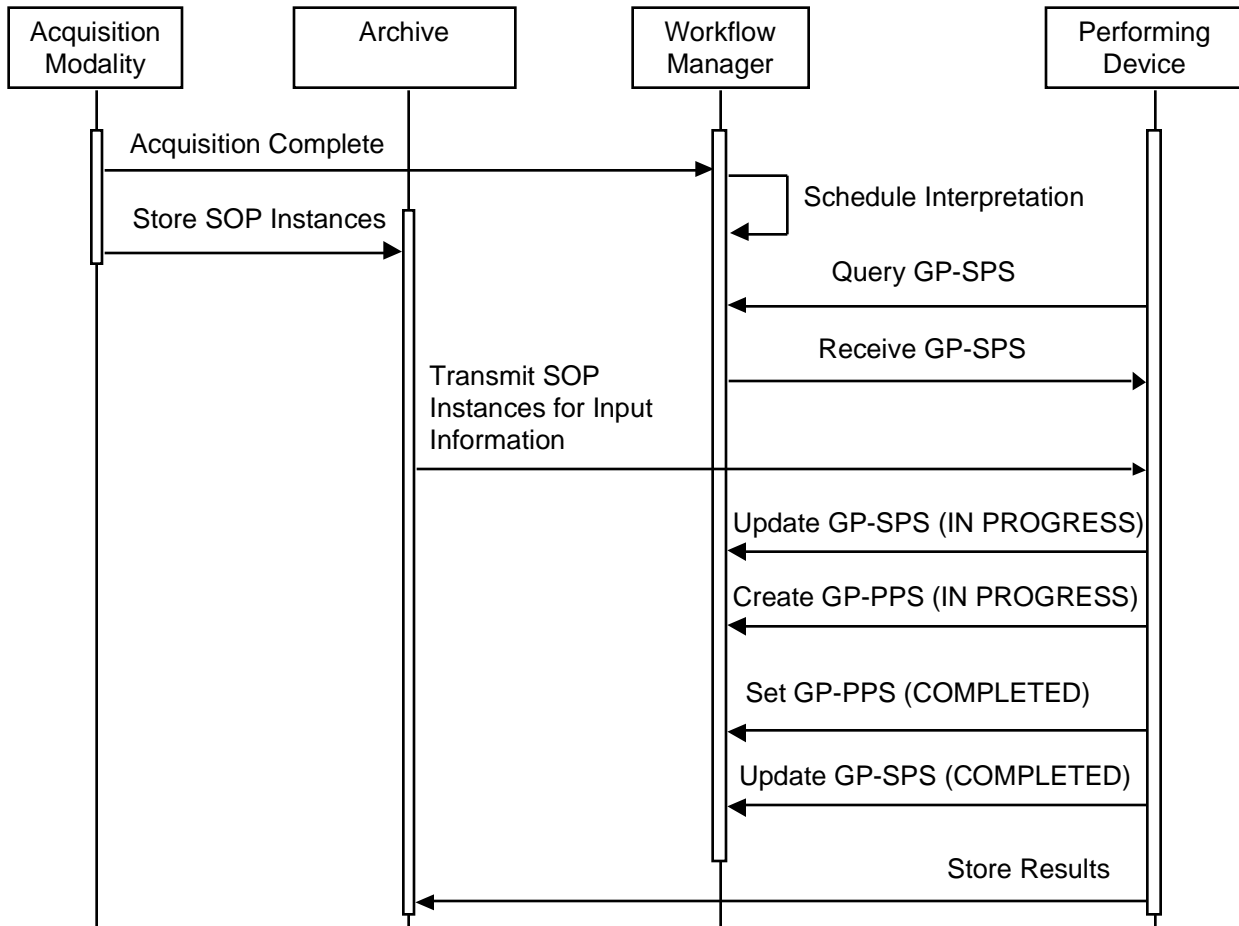 Acquisition
Modality
Archive
Workflow
Manager
Performing
Device
Acquisition Complete
Schedule Interpretation
Store SOP Instances
Query GP-SPS
Receive GP-SPS
Transmit SOP
Instances for Input
Information
Update GP-SPS (IN PROGRESS)
Create GP-PPS (IN PROGRESS)
Set GP-PPS (COMPLETED)
Update GP-SPS (COMPLETED)
Store Results